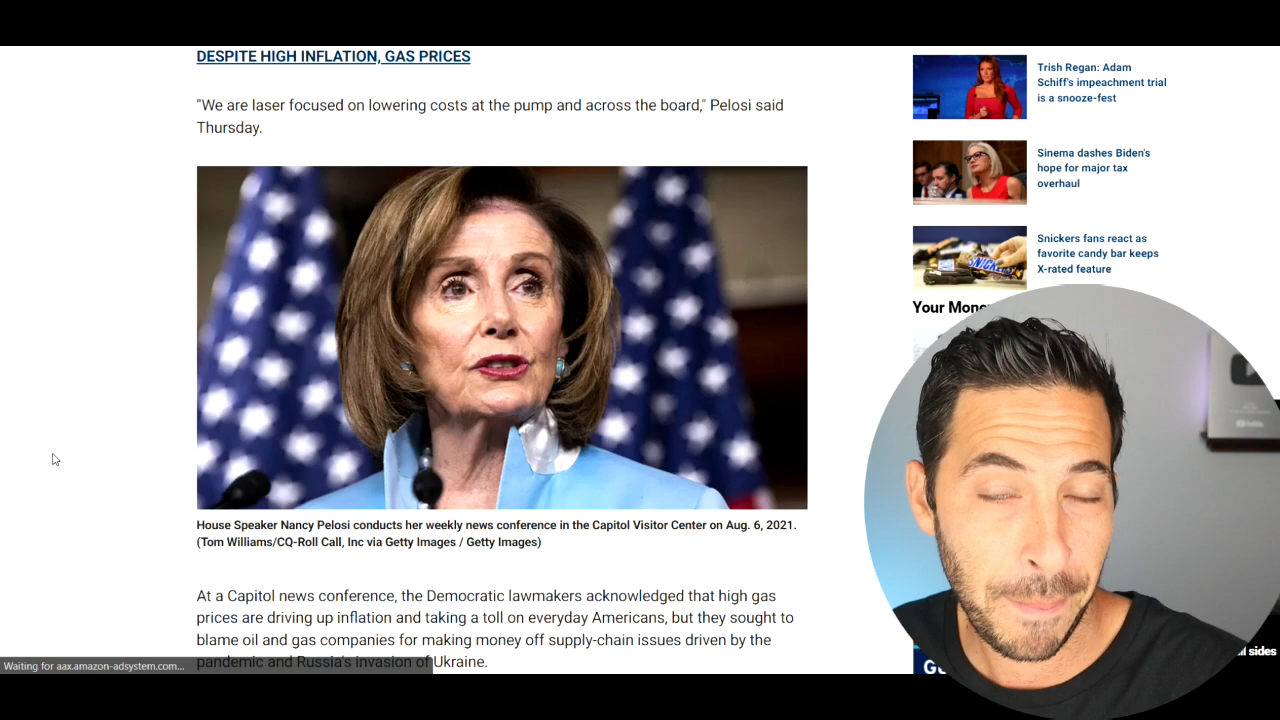 DESPITE HIGH INFLATION, GAS PRICES
"We are laser focused on lowering costs at the pump and across the board," Pelosi said
Thursday.
House Speaker Nancy Pelosi conducts her weekly news conference in the Capitol Visitor Center on Aug. 6, 2021.
(Tom Williams/CQ-Roll Call, Inc via Getty Images / Getty Images)
At a Capitol news conference, the Democratic lawmakers acknowledged that high gas
prices are driving up inflation and taking a toll on everyday Americans, but they sought to
blame oil and gas companies for making money off supply-chain issues driven by the
pandemic and Russia's invasion of Ukraine.
Waiting for aax.amazon-adsystem.com...
Trish Regan: Adam
Schiff's impeachment trial
is a snooze-fest
Sinema dashes Biden's
hope for major tax
overhaul
Snickers fans react as
favorite candy bar keeps
X-rated feature
SNICKERS
Your
sides